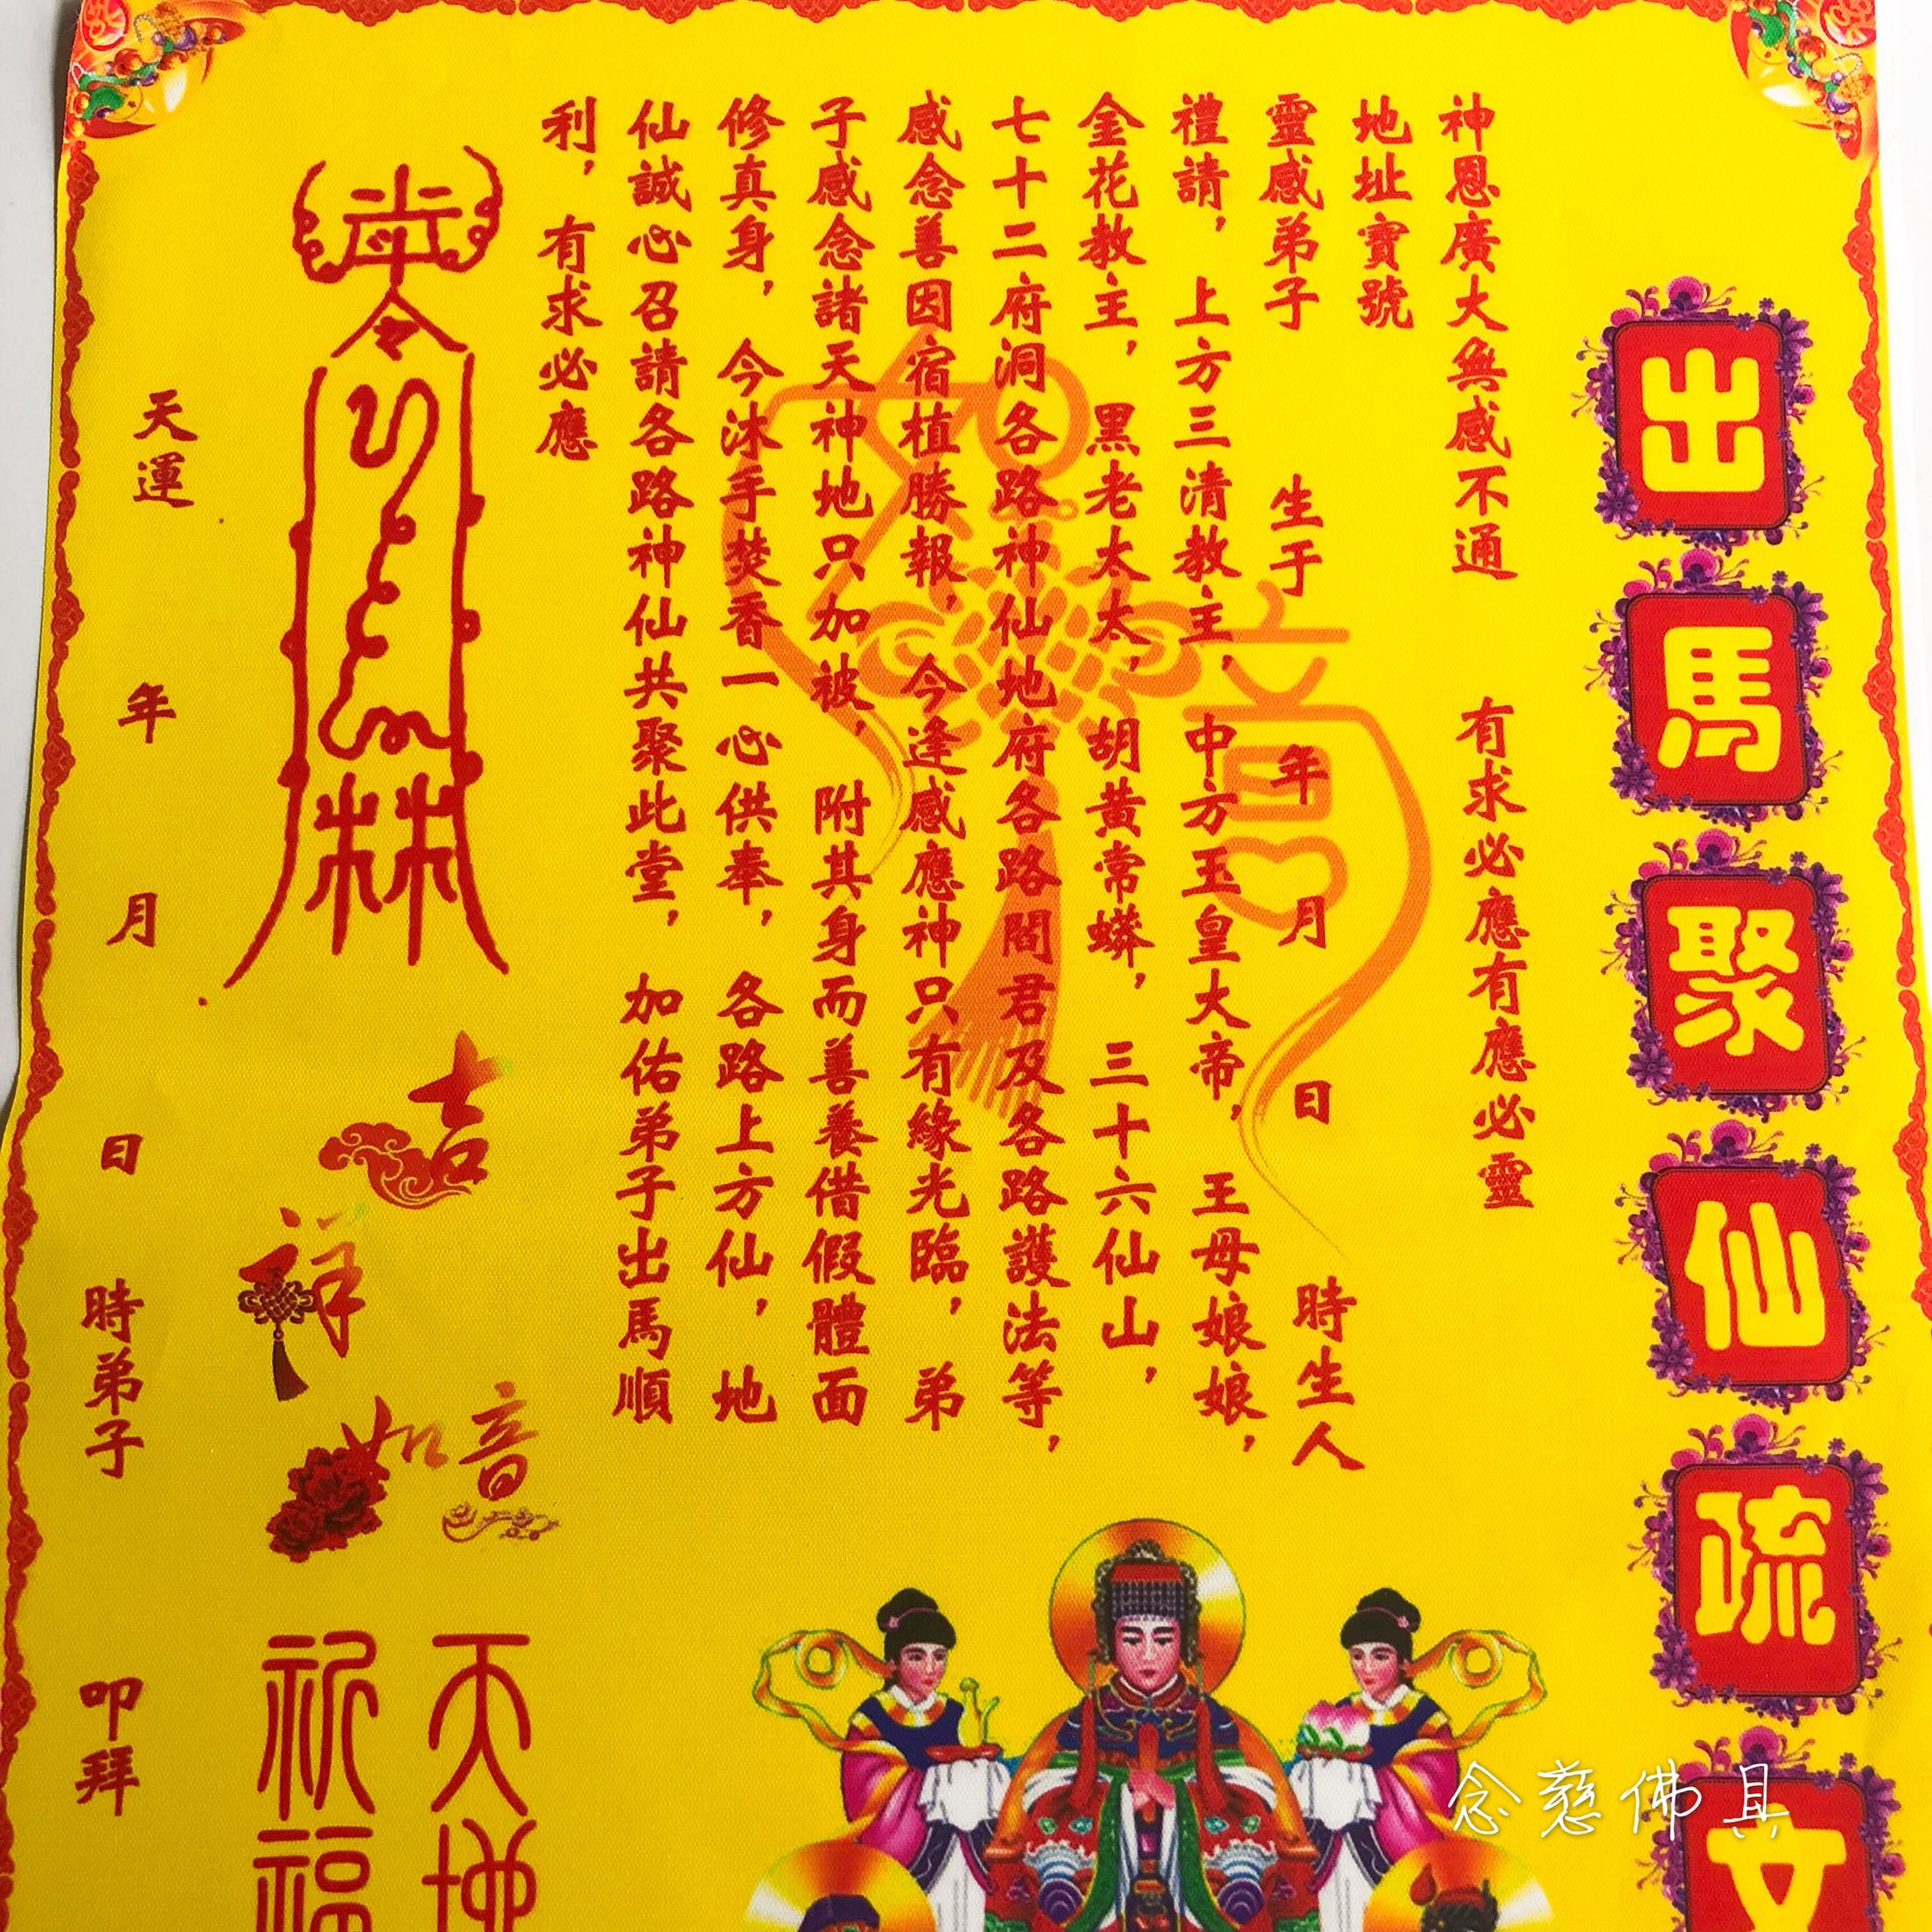 出馬聚仙疏文
神恩廣大無感不通 有求必應有應必靈
地址寶號
靈感弟子 生于 年 月 日 時生人
禮請，上方三清教主，中方玉皇大帝，王母娘娘，
金花教主，黑老太太，胡黃常蟒，三十六仙山，
七十二府洞各路神仙地府各路閻君及各路護法等，
感念善因宿植勝報，今逢感應神只有緣光臨，弟
子感念諸天神地只加被，附其身而善養借假體面
修真身，今沐手焚香一心供奉，各路上方仙，地
仙誠心召請各路神仙共聚此堂，加佑弟子出馬順
利，有求必應
如意
吉祥如意
天地
祈福
天運 年 月 日 時弟子 叩拜
念慈佛具